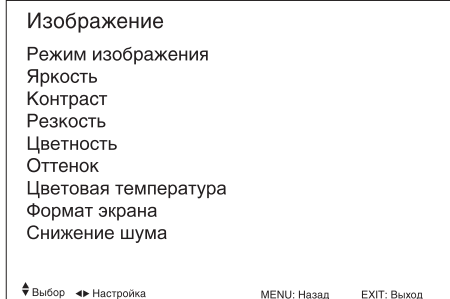 Изображение
Режим изображения
Яркость
Контраст
Резкость
Цветность
Оттенок
Цветовая температура
Формат экрана
Снижение шума
Выбор Настройка MENU: Назад EXIT: Выход